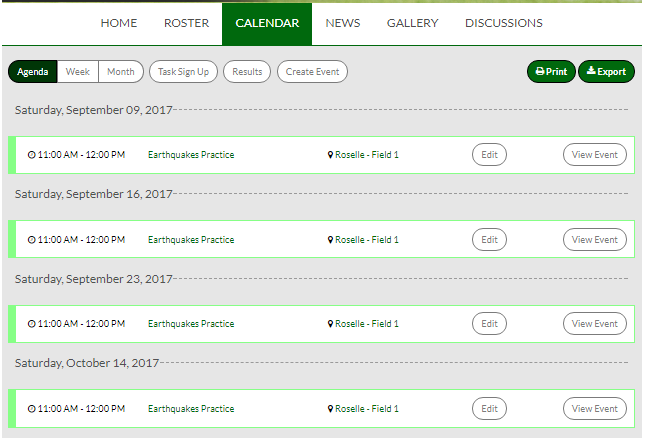 HOME ROSTER CALENDAR NEWS GALLERY DISCUSSIONS
Agenda Week Month Task Sign Up Results Create Event Print Export
Saturday, September 09, 2017
11:00 AM - 12:00 PM Earthquakes Practice Roselle - Field 1 Edit View Event
Saturday, September 16, 2017
11:00 AM - 12:00 PM Earthquakes Practice Roselle - Field 1 Edit View Event
Saturday, September 23, 2017
11:00 AM - 12:00 PM Earthquakes Practice Roselle - Field 1 Edit View Event
Saturday, October 14, 2017
11:00 AM - 12:00 PM Earthquakes Practice Roselle - Field 1 Edit View Event